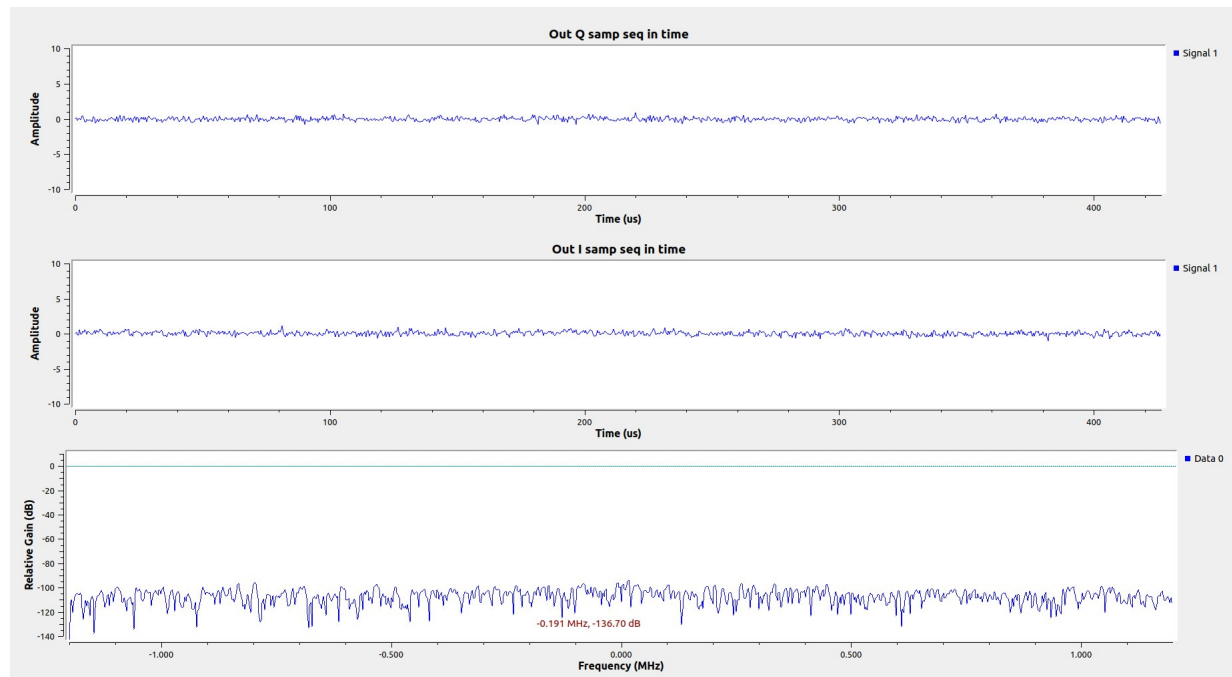 Out Q samp seq in time
Signal 1
Amplitude
10
5
0
-5
-10
0 100 200 300 400
Time (us)
Out I samp seq in time
Signal 1
Amplitude
10
5
0
-5
-10
0 100 200 300 400
Time (us)
Data 0
Relative Gain (dB)
0
-20
-40
-60
-80
-100
-120
-140
-0.191 MHz, -136.70 dB
-1.000 -0.500 0.000 0.500 1.000
Frequency (MHz)